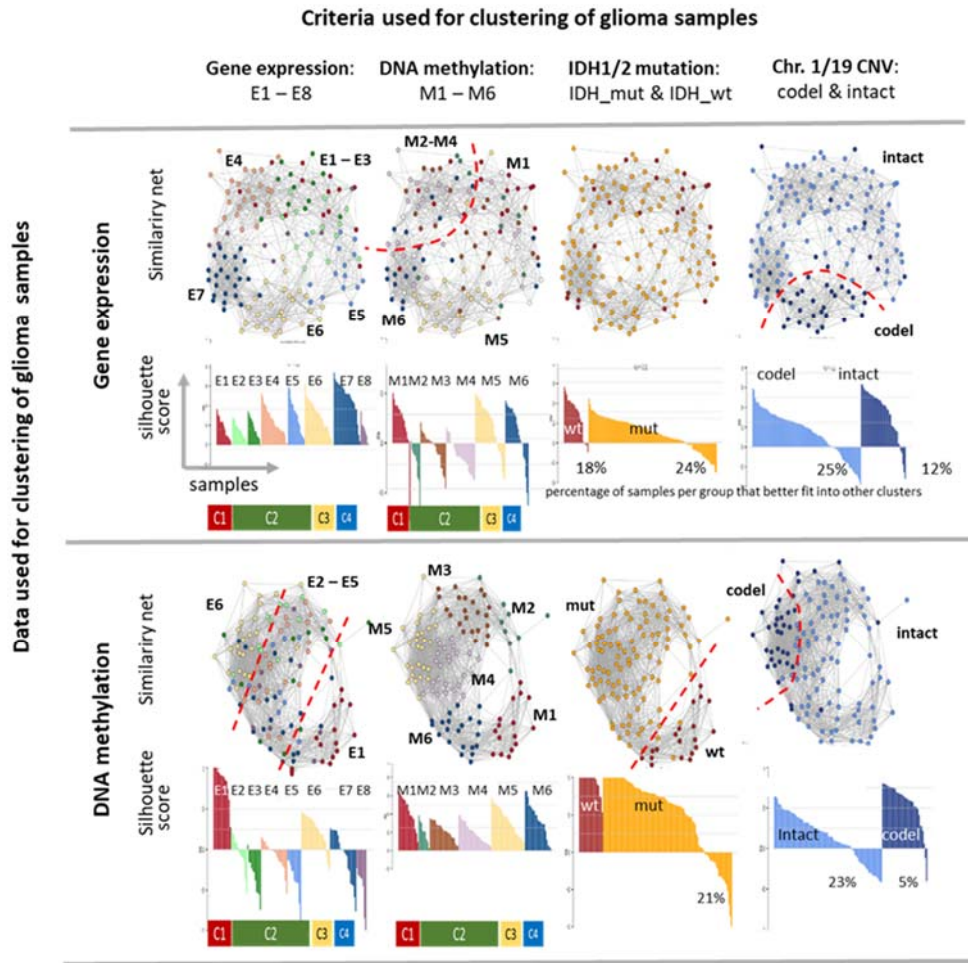 Criteria used for clustering of glioma samples
Gene expression:
E1 – E8
DNA methylation:
M1 – M6
IDH1/2 mutation:
IDH_mut & IDH_wt
Chr. 1/19 CNV:
codel & intact
Data used for clustering of glioma samples
Gene expression
Similariry net
E4
E1 – E3
E7
E6
E5
M2-M4
M1
M6
M5
intact
codel
silhouette
score
samples
E1 E2 E3 E4 E5 E6 E7 E8
M1 M2 M3 M4 M5 M6
wt
mut
18%
24%
codel
intact
25%
12%
percentage of samples per group that better fit into other clusters
C1 C2 C3 C4
C1 C2 C3 C4
DNA methylation
Similariry net
E6
E2 – E5
E1
M3
M2
M5
M4
M6
M1
mut
wt
codel
intact
Silhouette
score
E1 E2 E3 E4 E5 E6 E7 E8
M1 M2 M3 M4 M5 M6
wt
mut
21%
Intact
codel
23%
5%
C1 C2 C3 C4
C1 C2 C3 C4